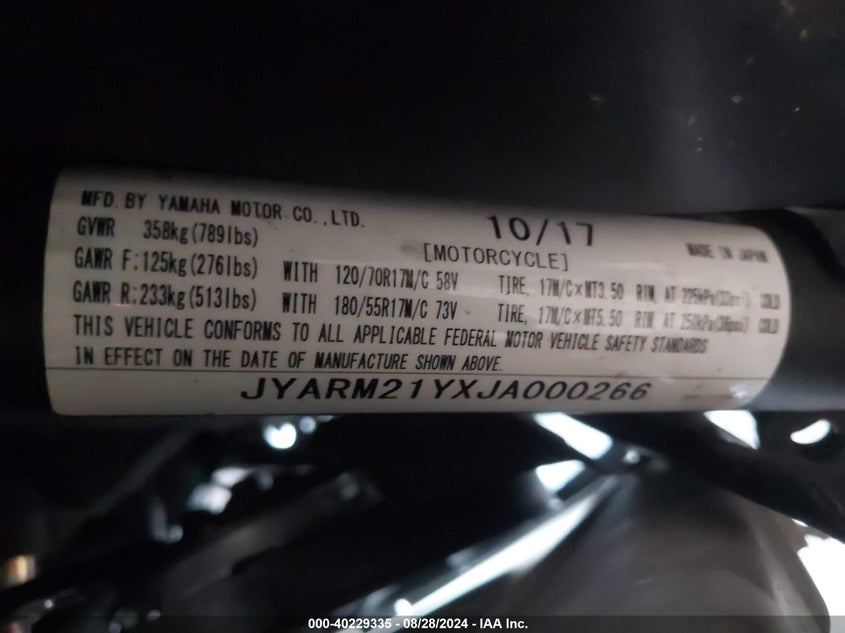 MFD. BY YAMAHA MOTOR CO.,LTD.
10/17
GVWR 358kg(789lbs)
[MOTORCYCLE]
MADE IN JAPAN
GAWR F:125kg(276lbs) WITH 120/70R17M/C 58V TIRE, 17M/C×MT3.50 RIM, AT 225kPa(33psi) COLD
GAWR R:233kg(513lbs) WITH 180/55R17M/C 73V TIRE, 17M/C×MT5.50 RIM, AT 250kPa(36psi) COLD
THIS VEHICLE CONFORMS TO ALL APPLICABLE FEDERAL MOTOR VEHICLE SAFETY STANDARDS
IN EFFECT ON THE DATE OF MANUFACTURE SHOWN ABOVE.
JYARM21YXJA000266
000-40229335 - 08/28/2024 - IAA Inc.